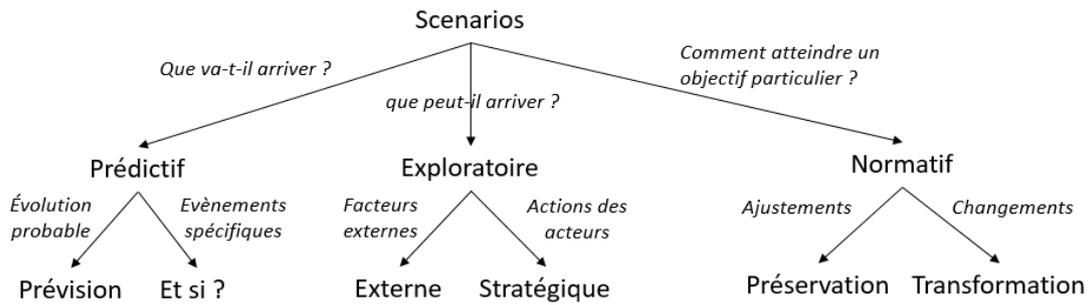 Scenarios
Que va-t-il arriver ?
que peut-il arriver ?
Comment atteindre un
objectif particulier ?
Prédictif
Exploratoire
Normatif
Évolution
probable
Evènements
spécifiques
Facteurs
externes
Actions des
acteurs
Ajustements
Changements
Prévision
Et si ?
Externe
Stratégique
Préservation
Transformation